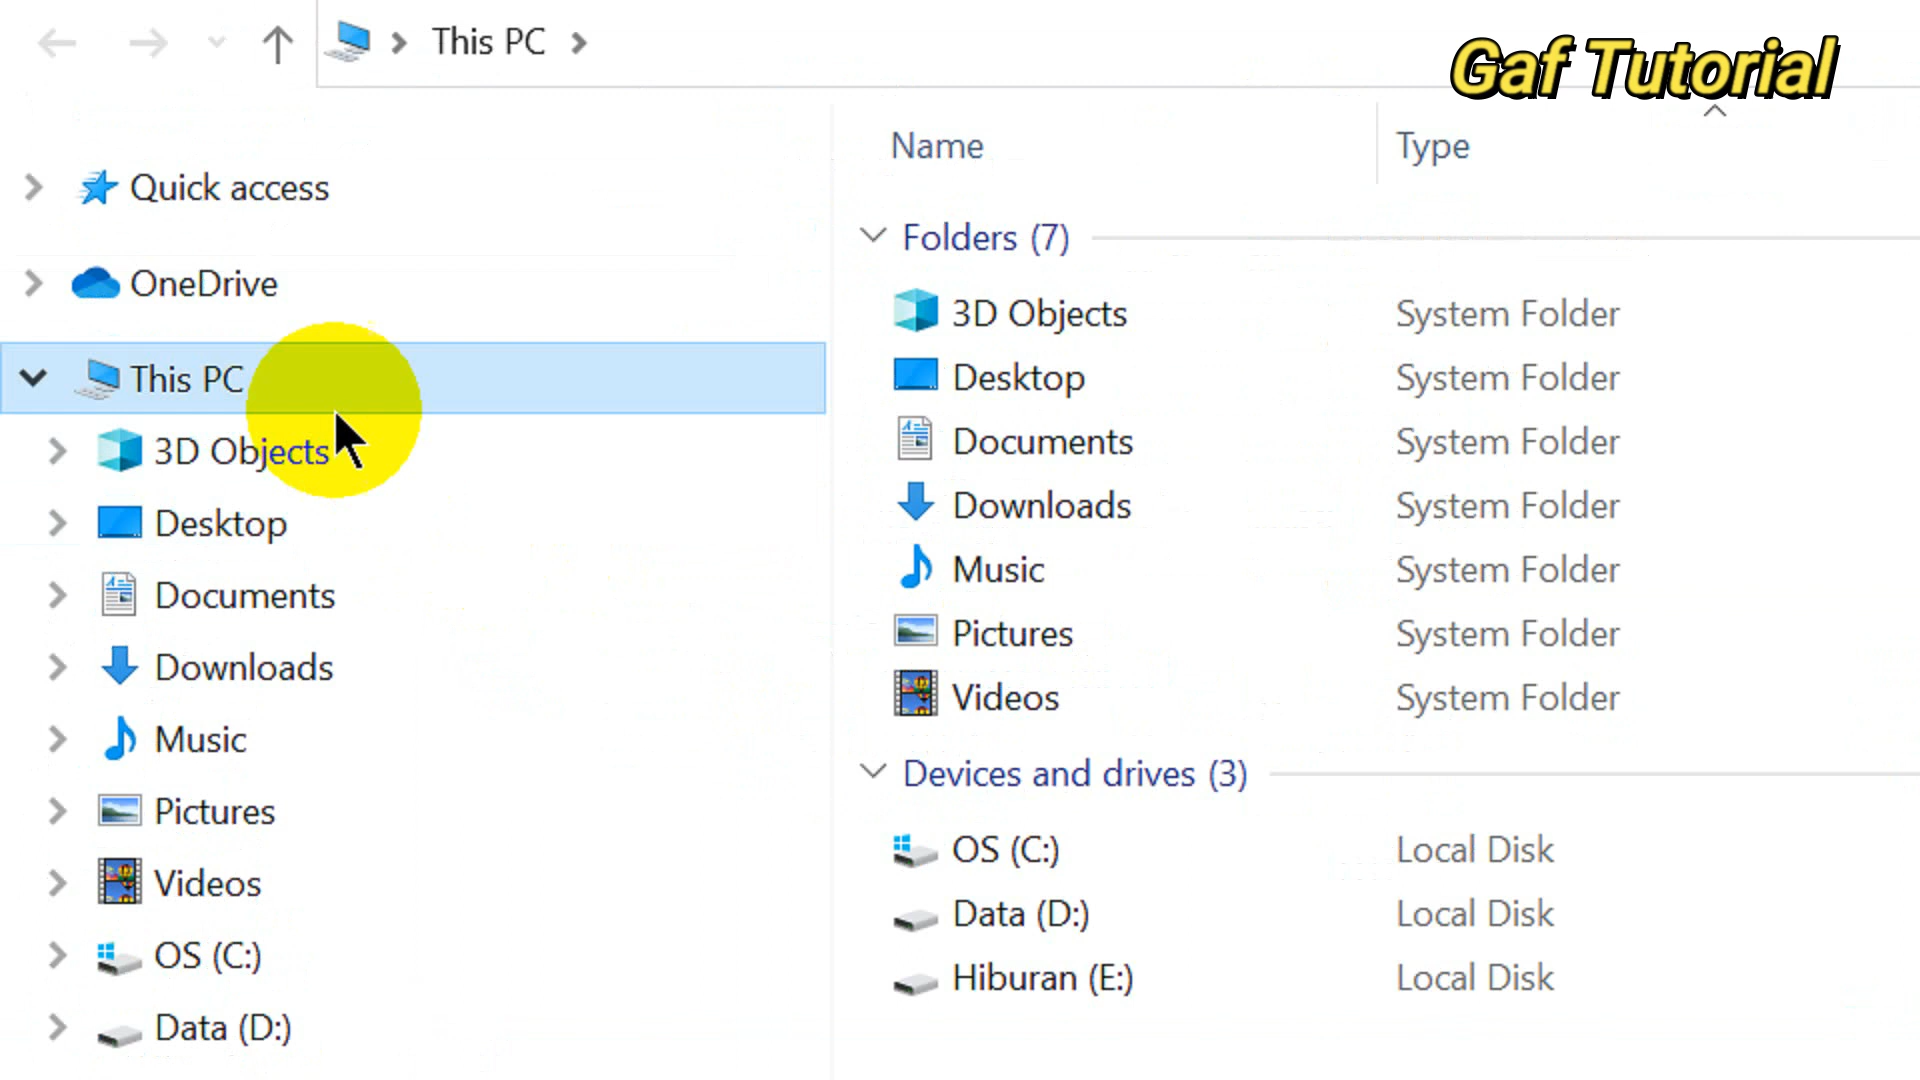 This PC
Gaf Tutorial
Quick access
OneDrive
This PC
3D Objects
Desktop
Documents
Downloads
Music
Pictures
Videos
OS (C:)
Data (D:)
Name Type
Folders (7)
3D Objects System Folder
Desktop System Folder
Documents System Folder
Downloads System Folder
Music System Folder
Pictures System Folder
Videos System Folder
Devices and drives (3)
OS (C:) Local Disk
Data (D:) Local Disk
Hiburan (E:) Local Disk